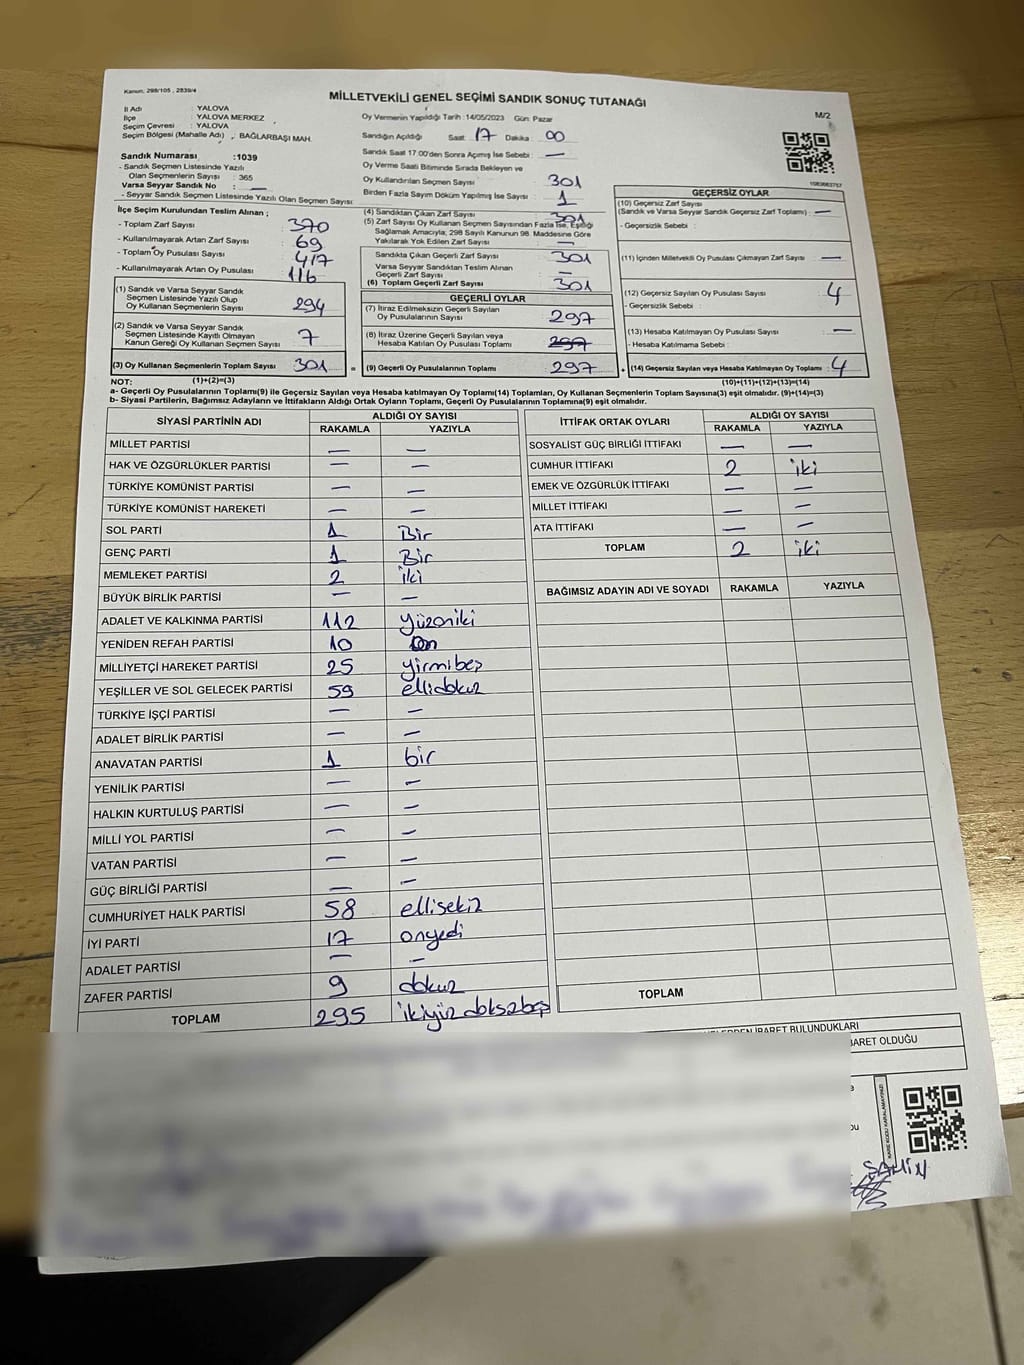 Kanun: 298/105 , 2839/4
MİLLETVEKİLİ GENEL SEÇİMİ SANDIK SONUÇ TUTANAĞI
M/2
İl Adı : YALOVA
İlçe : YALOVA MERKEZ
Seçim Çevresi : YALOVA
Seçim Bölgesi (Mahalle Adı) : BAĞLARBAŞI MAH.
Oy Vermenin Yapıldığı Tarih :14/05/2023 Gün: Pazar
Sandığın Açıldığı Saat: 17 Dakika : 00
Sandık Saat 17:00'den Sonra Açımış İse Sebebi : —
Oy Verme Saati Bitiminde Sırada Bekleyen ve
Oy Kullandırılan Seçmen Sayısı : 301
Birden Fazla Sayım Döküm Yapılmış İse Sayısı : 1
Sandık Numarası :1039
- Sandık Seçmen Listesinde Yazılı
Olan Seçmenlerin Sayısı : 365
Varsa Seyyar Sandık No : —
- Seyyar Sandık Seçmen Listesinde Yazılı Olan Seçmen Sayısı:
İlçe Seçim Kurulundan Teslim Alınan ;
- Toplam Zarf Sayısı : 370
- Kullanılmayarak Artan Zarf Sayısı : 69
- Toplam Oy Pusulası Sayısı : 417
- Kullanılmayarak Artan Oy Pusulası : 116
(1) Sandık ve Varsa Seyyar Sandık
Seçmen Listesinde Yazılı Olup
Oy Kullanan Seçmenlerin Sayısı : 294
(2) Sandık ve Varsa Seyyar Sandık
Seçmen Listesinde Kayıtlı Olmayan
Kanun Gereği Oy Kullanan Seçmen Sayısı : 7
(3) Oy Kullanan Seçmenlerin Toplam Sayısı : 301
(1)+(2)=(3)
(4) Sandıktan Çıkan Zarf Sayısı : 301
(5) Zarf Sayısı Oy Kullanan Seçmen Sayısından Fazla İse, Eşitliği
Sağlamak Amacıyla; 298 Sayılı Kanunun 98. Maddesine Göre
Yakılarak Yok Edilen Zarf Sayısı : —
Sandıkta Çıkan Geçerli Zarf Sayısı : 301
Varsa Seyyar Sandıktan Teslim Alınan
Geçerli Zarf Sayısı : —
(6) Toplam Geçerli Zarf Sayısı : 301
GEÇERLİ OYLAR
(7) İtiraz Edilmeksizin Geçerli Sayılan
Oy Pusulalarının Sayısı : 297
(8) İtiraz Üzerine Geçerli Sayılan veya
Hesaba Katılan Oy Pusulası Toplamı : 297
= (9) Geçerli Oy Pusulalarının Toplamı : 297
1083683757
GEÇERSİZ OYLAR
(10) Geçersiz Zarf Sayısı
(Sandık ve Varsa Seyyar Sandık Geçersiz Zarf Toplamı) : —
- Geçersizlik Sebebi :
(11) İçinden Milletvekili Oy Pusulası Çıkmayan Zarf Sayısı : —
(12) Geçersiz Sayılan Oy Pusulası Sayısı : 4
- Geçersizlik Sebebi :
(13) Hesaba Katılmayan Oy Pusulası Sayısı : —
- Hesaba Katılmama Sebebi :
+ (14) Geçersiz Sayılan veya Hesaba Katılmayan Oy Toplamı : 4
(10)+(11)+(12)+(13)=(14)
NOT:
a- Geçerli Oy Pusulalarının Toplamı(9) ile Geçersiz Sayılan veya Hesaba katılmayan Oy Toplamı(14) Toplamları, Oy Kullanan Seçmenlerin Toplam Sayısına(3) eşit olmalıdır. (9)+(14)=(3)
b- Siyasi Partilerin, Bağımsız Adayların ve İttifakların Aldığı Ortak Oyların Toplamı, Geçerli Oy Pusulalarının Toplamına(9) eşit olmalıdır.
SİYASİ PARTİNİN ADI ALDIĞI OY SAYISI
RAKAMLA YAZIYLA
MİLLET PARTİSİ — —
HAK VE ÖZGÜRLÜKLER PARTİSİ — —
TÜRKİYE KOMÜNİST PARTİSİ — —
TÜRKİYE KOMÜNİST HAREKETİ — —
SOL PARTİ 1 Bir
GENÇ PARTİ 1 Bir
MEMLEKET PARTİSİ 2 iki
BÜYÜK BİRLİK PARTİSİ — —
ADALET VE KALKINMA PARTİSİ 112 yüzoniki
YENİDEN REFAH PARTİSİ 10 on
MİLLİYETÇİ HAREKET PARTİSİ 25 yirmibeş
YEŞİLLER VE SOL GELECEK PARTİSİ 59 ellidokuz
TÜRKİYE İŞÇİ PARTİSİ — —
ADALET BİRLİK PARTİSİ — —
ANAVATAN PARTİSİ 1 bir
YENİLİK PARTİSİ — —
HALKIN KURTULUŞ PARTİSİ — —
MİLLİ YOL PARTİSİ — —
VATAN PARTİSİ — —
GÜÇ BİRLİĞİ PARTİSİ — —
CUMHURİYET HALK PARTİSİ 58 ellisekiz
İYİ PARTİ 17 onyedi
ADALET PARTİSİ — —
ZAFER PARTİSİ 9 dokuz
TOPLAM 295 ikiyüzdoksabeş
İTTİFAK ORTAK OYLARI ALDIĞI OY SAYISI
RAKAMLA YAZIYLA
SOSYALİST GÜÇ BİRLİĞİ İTTİFAKI — —
CUMHUR İTTİFAKI 2 iki
EMEK VE ÖZGÜRLÜK İTTİFAKI — —
MİLLET İTTİFAKI — —
ATA İTTİFAKI — —
TOPLAM 2 iki
BAĞIMSIZ ADAYIN ADI VE SOYADI RAKAMLA YAZIYLA
TOPLAM
İBARET BULUNDUKLARI
BARET OLDUĞU
ŞAHİN